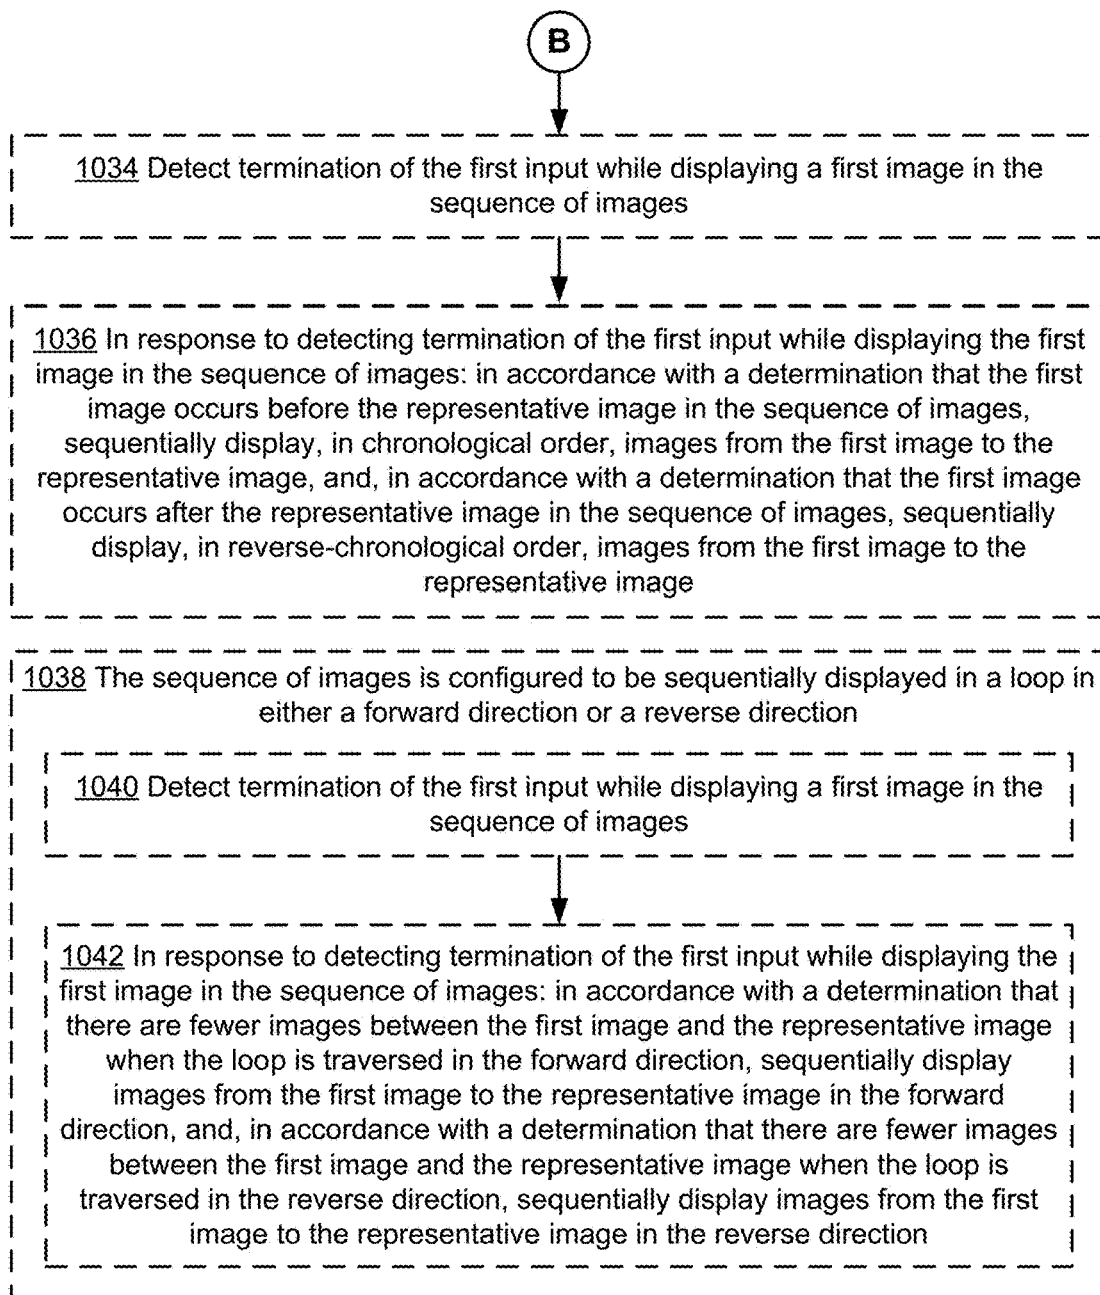 B
1034 Detect termination of the first input while displaying a first image in the
sequence of images
1036 In response to detecting termination of the first input while displaying the first
image in the sequence of images: in accordance with a determination that the first
image occurs before the representative image in the sequence of images,
sequentially display, in chronological order, images from the first image to the
representative image, and, in accordance with a determination that the first image
occurs after the representative image in the sequence of images, sequentially
display, in reverse-chronological order, images from the first image to the
representative image
1038 The sequence of images is configured to be sequentially displayed in a loop in
either a forward direction or a reverse direction
1040 Detect termination of the first input while displaying a first image in the
sequence of images
1042 In response to detecting termination of the first input while displaying the
first image in the sequence of images: in accordance with a determination that
there are fewer images between the first image and the representative image
when the loop is traversed in the forward direction, sequentially display
images from the first image to the representative image in the forward
direction, and, in accordance with a determination that there are fewer images
between the first image and the representative image when the loop is
traversed in the reverse direction, sequentially display images from the first
image to the representative image in the reverse direction